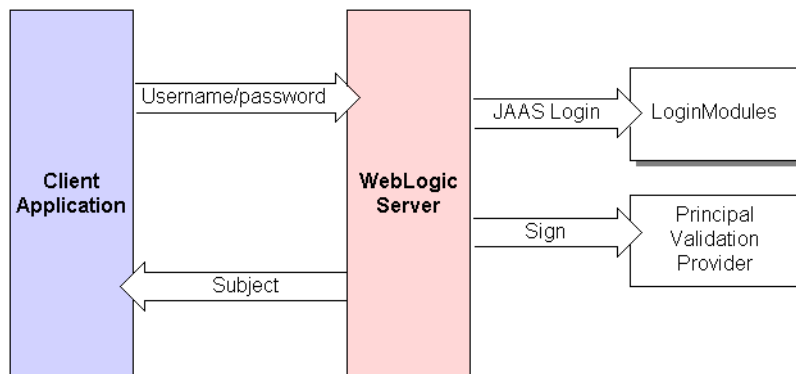 Client
Application
Username/password
Subject
WebLogic
Server
JAAS Login
LoginModules
Sign
Principal
Validation
Provider